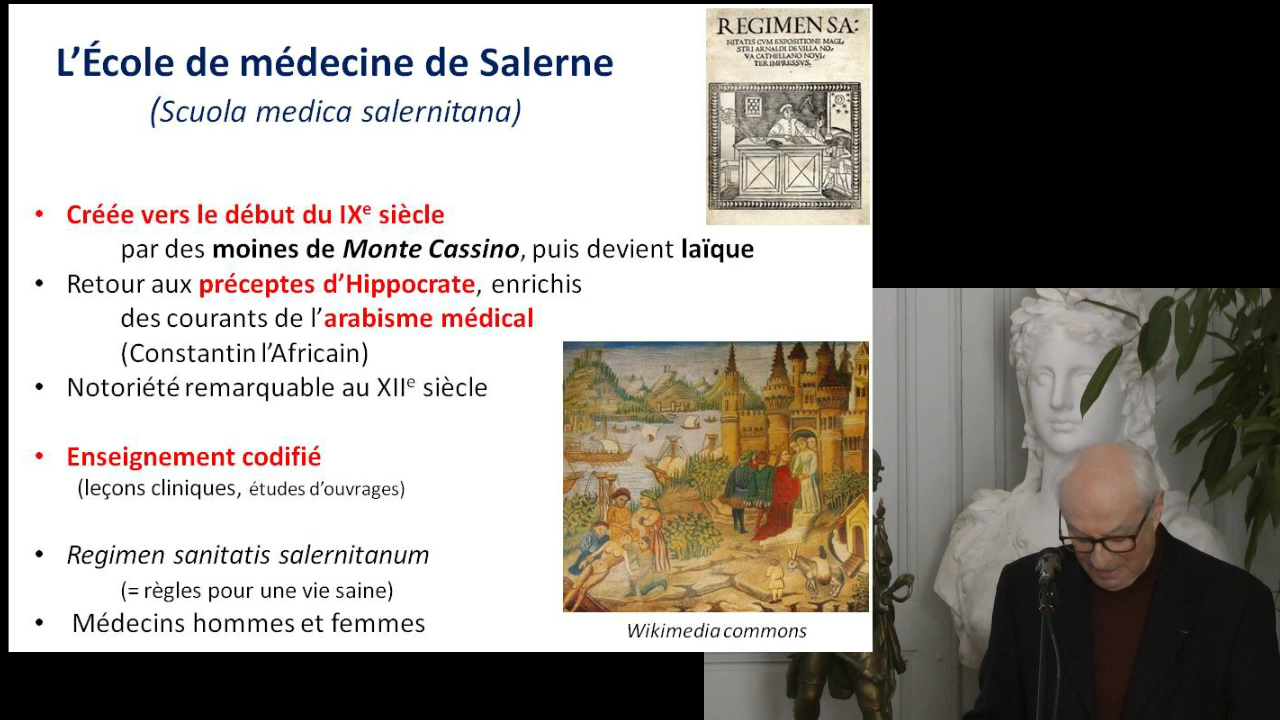 L’École de médecine de Salerne
(Scuola medica salernitana)
REGIMEN SA:
NITATIS CVM EXPOSITIONE MAGI,
STRI ARNALDI DE VILLA NO,
VA CATHELLANO NOVI,
TER IMPRESSVS.
• Créée vers le début du IXe siècle
par des moines de Monte Cassino, puis devient laïque
• Retour aux préceptes d’Hippocrate, enrichis
des courants de l’arabisme médical
(Constantin l’Africain)
• Notoriété remarquable au XIIe siècle
• Enseignement codifié
(leçons cliniques, études d’ouvrages)
• Regimen sanitatis salernitanum
(= règles pour une vie saine)
• Médecins hommes et femmes
Wikimedia commons